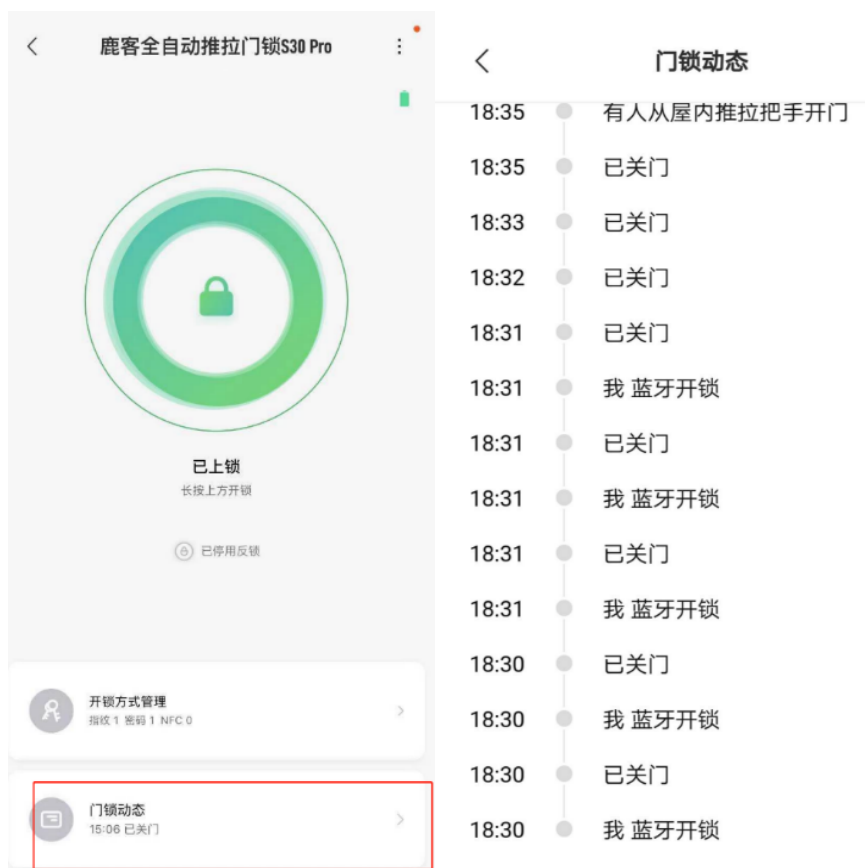 鹿客全自动推拉门锁S30 Pro
已上锁
长按上方开锁
已停用反锁
开锁方式管理
指纹 1 密码 1 NFC 0
门锁动态
15:06 已关门
门锁动态
18:35 有人从屋内推拉把手开门
18:35 已关门
18:33 已关门
18:32 已关门
18:31 已关门
18:31 我 蓝牙开锁
18:31 已关门
18:31 我 蓝牙开锁
18:31 已关门
18:31 我 蓝牙开锁
18:30 已关门
18:30 我 蓝牙开锁
18:30 已关门
18:30 我 蓝牙开锁